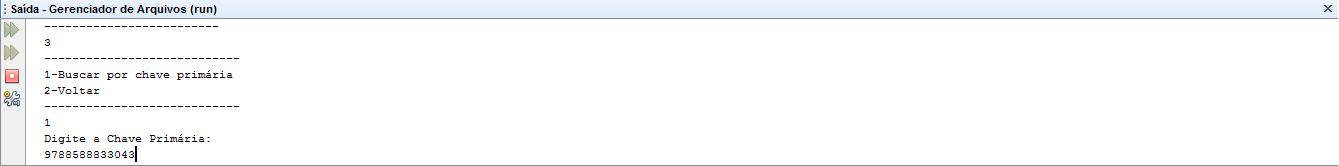 Saída - Gerenciador de Arquivos (run)
-------------------------
3
----------------------------
1-Buscar por chave primária
2-Voltar
----------------------------
1
Digite a Chave Primária:
9788588833043